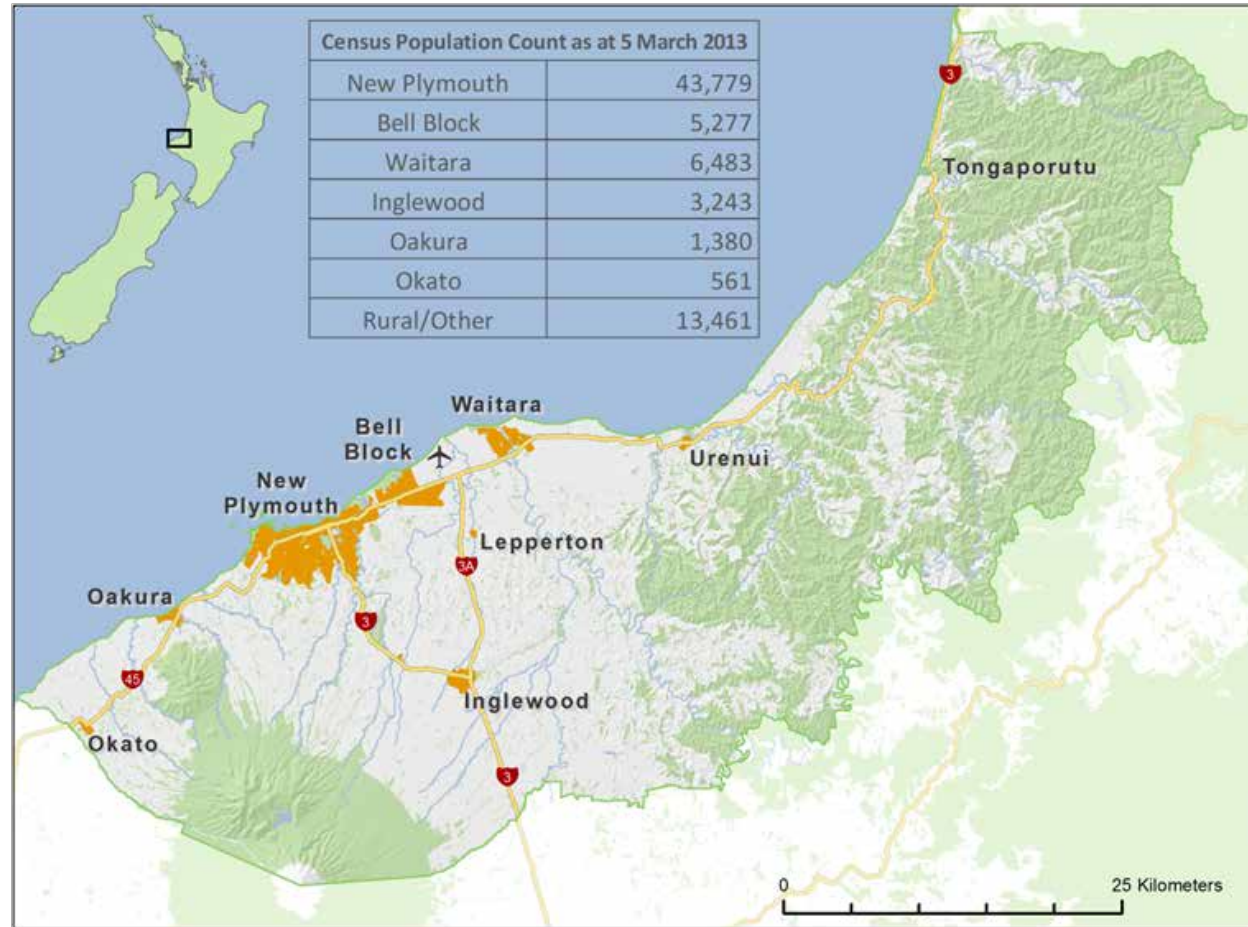 Census Population Count as at 5 March 2013
New Plymouth 43,779
Bell Block 5,277
Waitara 6,483
Inglewood 3,243
Oakura 1,380
Okato 561
Rural/Other 13,461
3
Tongaporutu
Waitara
Bell
Block
Urenui
New
Plymouth
Lepperton
3A
Oakura
3
45
Inglewood
Okato
3
0 25 Kilometers